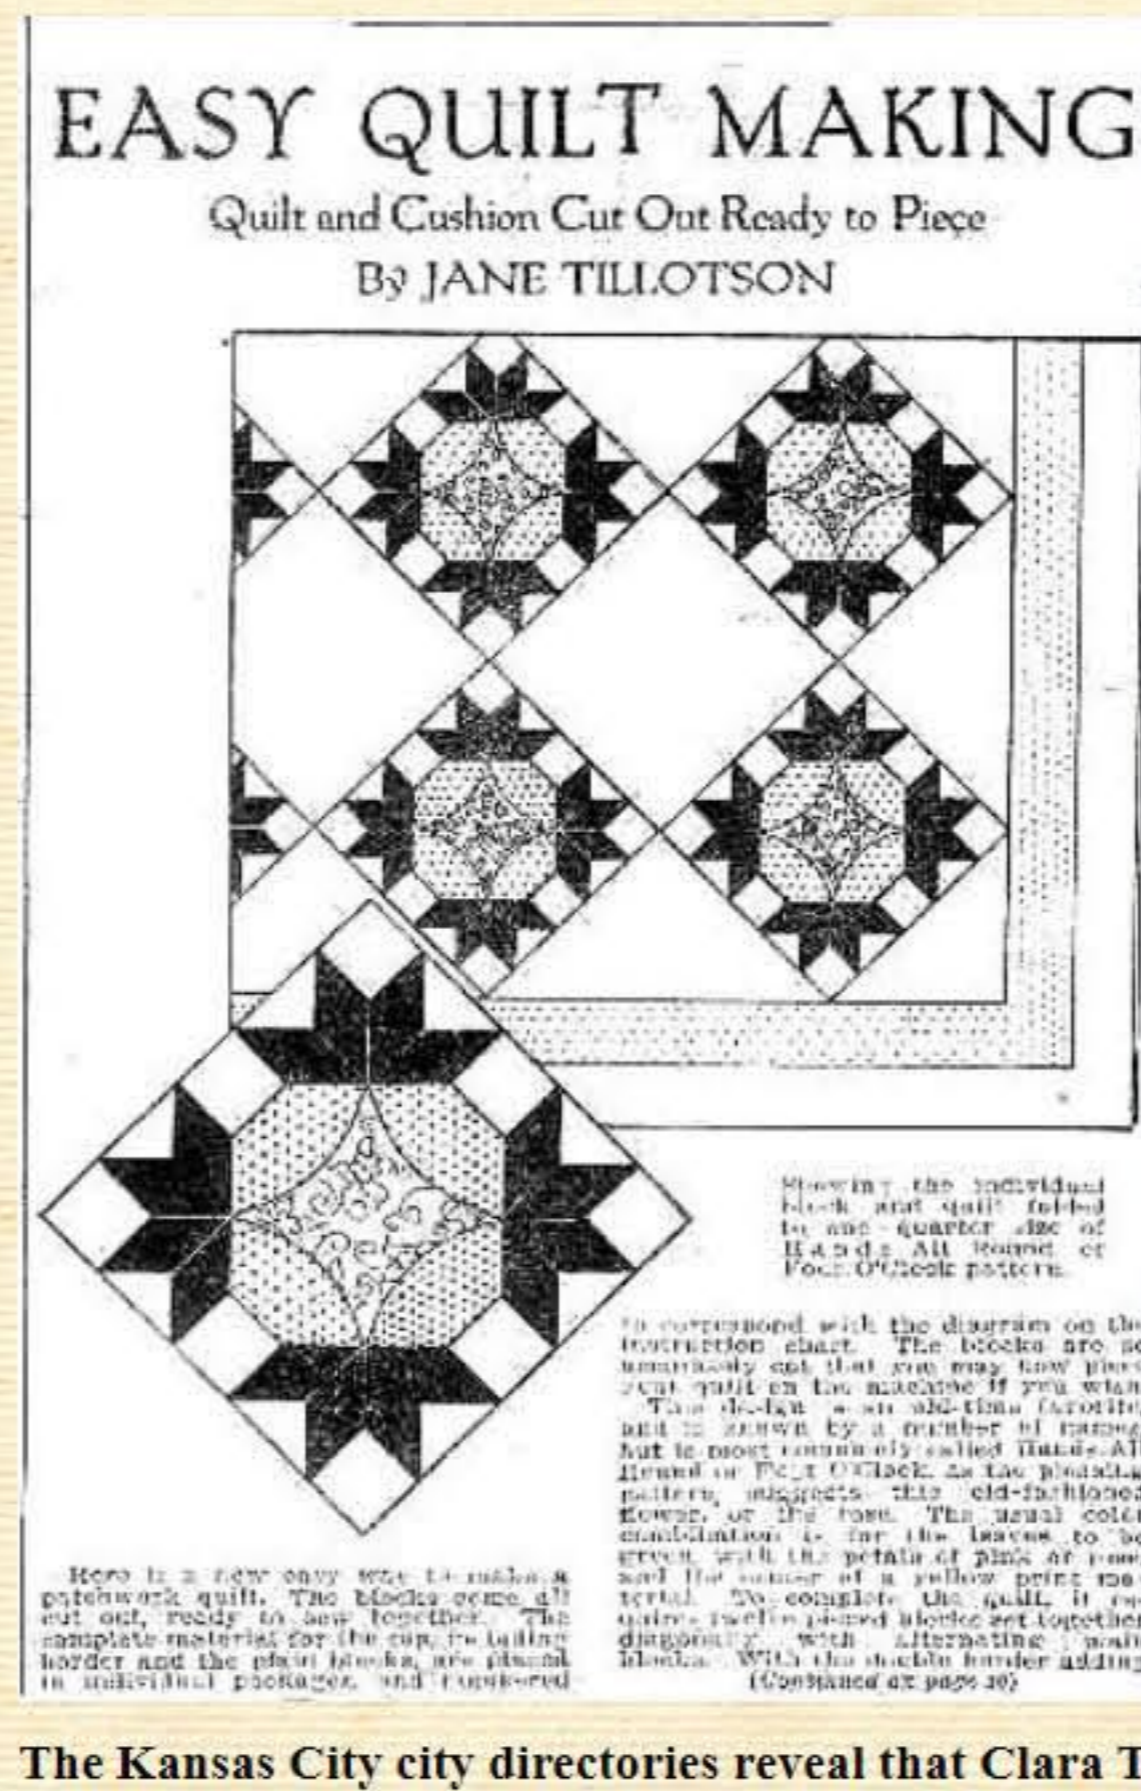 EASY QUILT MAKING
Quilt and Cushion Cut Out Ready to Piece
By JANE TILLOTSON
Showing the individual
block and quilt folded
to one quarter size of
Hands All Round or
Four O'Clock pattern.
Here is a new easy way to make a
patchwork quilt. The blocks come all
cut out, ready to sew together. The
complete material for the top, including
border and the plain blocks, are placed
in individual packages, and numbered
to correspond with the diagram on the
instruction chart. The blocks are so
cut that you may now piece
your quilt on the machine if you wish
This design is an old-time favorite,
and is known by a number of names,
but is most commonly called Hands All
Round or Four O'Clock, as the pleasing
pattern suggests this old-fashioned
flower, or the rose. The usual color
combination is for the leaves to be
green, with the petals of pink or
and the center of a yellow print ma-
terial. To complete the quilt, it re-
quires twelve pieced blocks set together
diagonally with alternating plain
blocks. With the double border adding
(Continued on page 10)
The Kansas City city directories reveal that Clara T